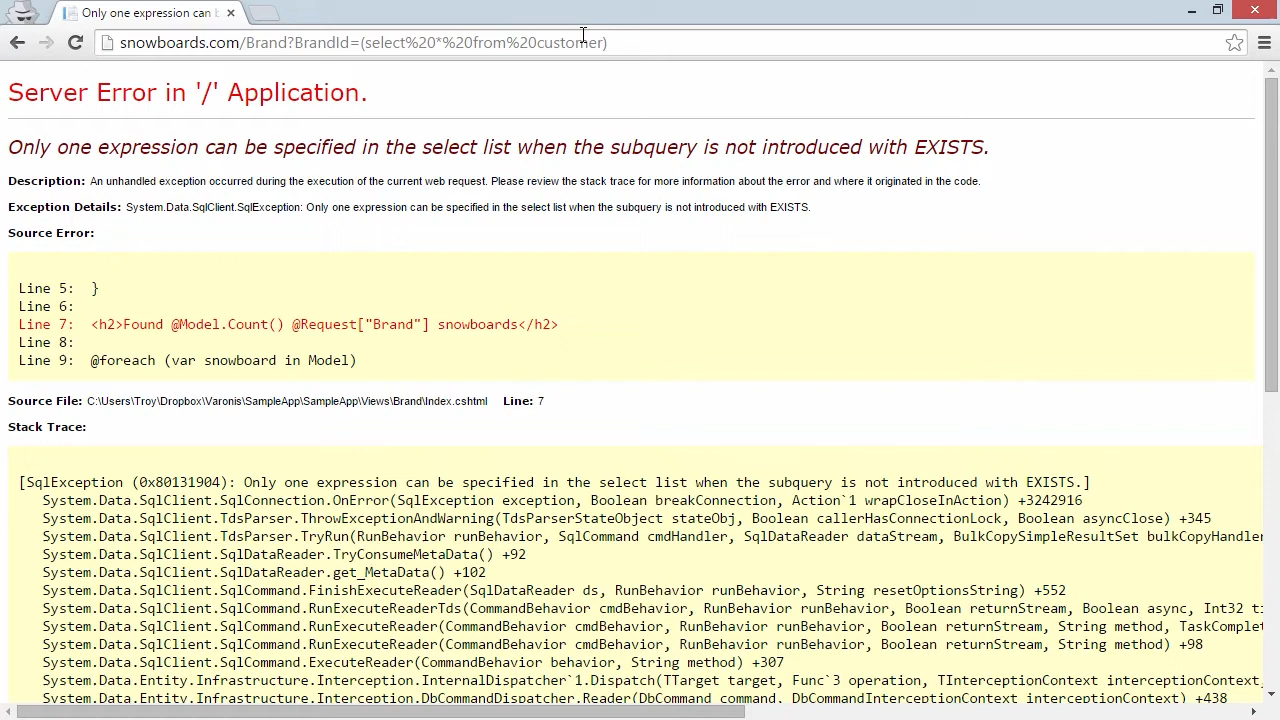 Only one expression can b
snowboards.com/Brand?BrandId=(select%20*%20from%20customer)
Server Error in '/' Application.
Only one expression can be specified in the select list when the subquery is not introduced with EXISTS.
Description: An unhandled exception occurred during the execution of the current web request. Please review the stack trace for more information about the error and where it originated in the code.
Exception Details: System.Data.SqlClient.SqlException: Only one expression can be specified in the select list when the subquery is not introduced with EXISTS.
Source Error:
Line 5:  }
Line 6:
Line 7:  <h2>Found @Model.Count() @Request["Brand"] snowboards</h2>
Line 8:
Line 9:  @foreach (var snowboard in Model)
Source File: C:\Users\Troy\Dropbox\Varonis\SampleApp\SampleApp\Views\Brand\Index.cshtml    Line: 7
Stack Trace:
[SqlException (0x80131904): Only one expression can be specified in the select list when the subquery is not introduced with EXISTS.]
System.Data.SqlClient.SqlConnection.OnError(SqlException exception, Boolean breakConnection, Action`1 wrapCloseInAction) +3242916
System.Data.SqlClient.TdsParser.ThrowExceptionAndWarning(TdsParserStateObject stateObj, Boolean callerHasConnectionLock, Boolean asyncClose) +345
System.Data.SqlClient.TdsParser.TryRun(RunBehavior runBehavior, SqlCommand cmdHandler, SqlDataReader dataStream, BulkCopySimpleResultSet bulkCopyHandler
System.Data.SqlClient.SqlDataReader.TryConsumeMetaData() +92
System.Data.SqlClient.SqlDataReader.get_MetaData() +102
System.Data.SqlClient.SqlCommand.FinishExecuteReader(SqlDataReader ds, RunBehavior runBehavior, String resetOptionsString) +552
System.Data.SqlClient.SqlCommand.RunExecuteReaderTds(CommandBehavior cmdBehavior, RunBehavior runBehavior, Boolean returnStream, Boolean async, Int32 ti
System.Data.SqlClient.SqlCommand.RunExecuteReader(CommandBehavior cmdBehavior, RunBehavior runBehavior, Boolean returnStream, String method, TaskComplet
System.Data.SqlClient.SqlCommand.RunExecuteReader(CommandBehavior cmdBehavior, RunBehavior runBehavior, Boolean returnStream, String method) +98
System.Data.SqlClient.SqlCommand.ExecuteReader(CommandBehavior behavior, String method) +307
System.Data.Entity.Infrastructure.Interception.InternalDispatcher`1.Dispatch(TTarget target, Func`3 operation, TInterceptionContext interceptionContext,
System.Data.Entity.Infrastructure.Interception.DbCommandDispatcher.Reader(DbCommand command, DbCommandInterceptionContext interceptionContext) +438